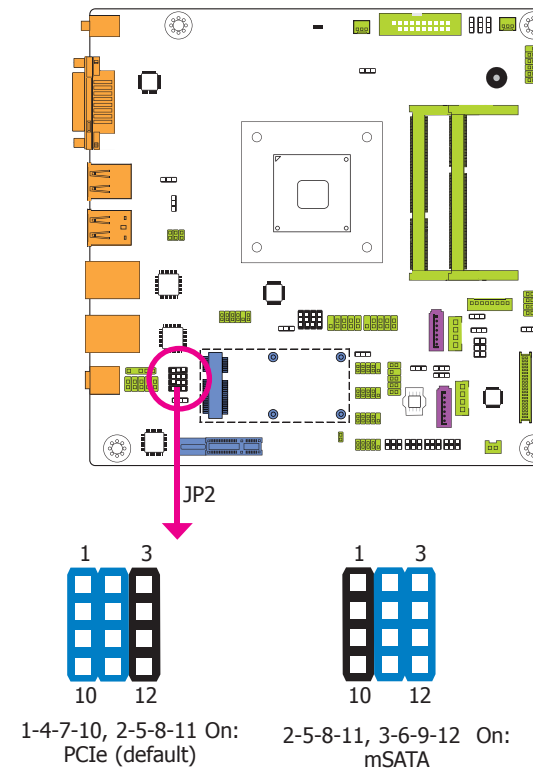 JP2
1 3
10 12
1-4-7-10, 2-5-8-11 On:
PCIe (default)
1 3
10 12
2-5-8-11, 3-6-9-12 On:
mSATA